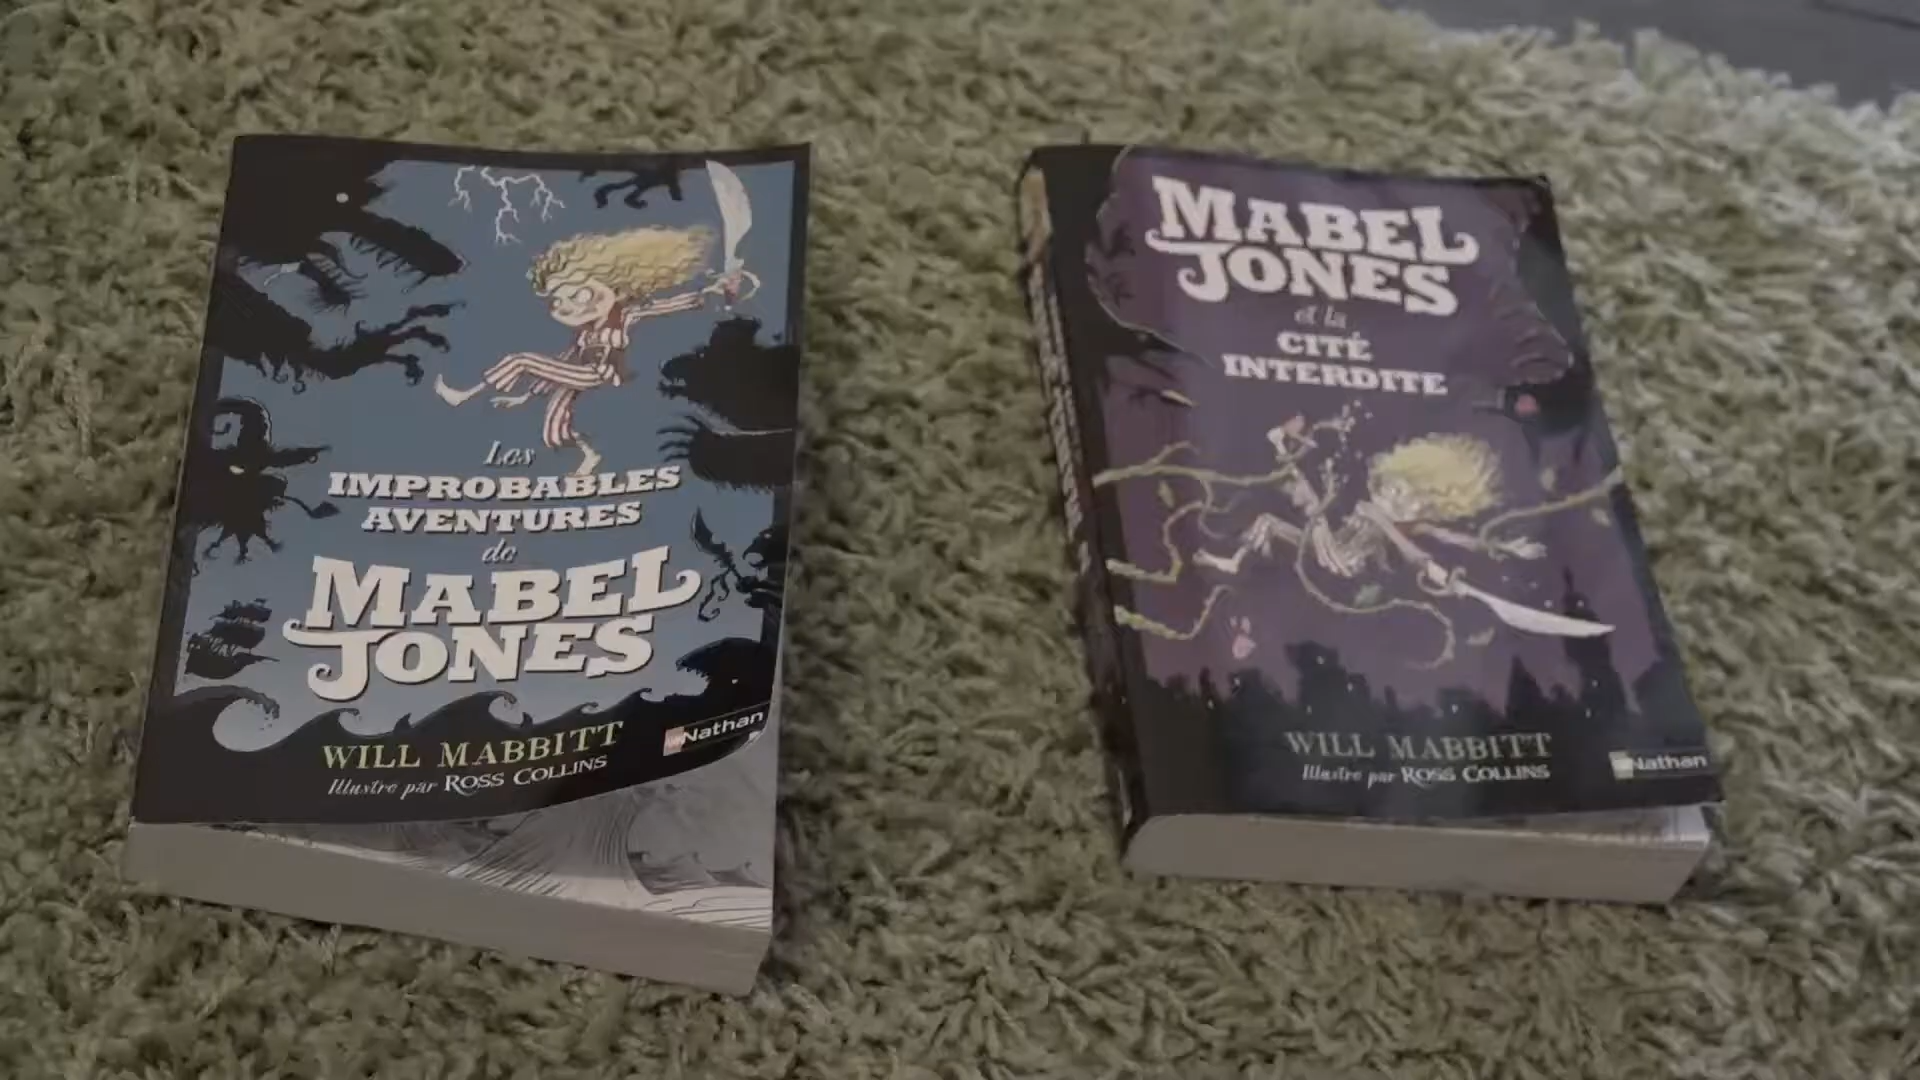 Les
IMPROBABLES
AVENTURES
de
MABEL
JONES
WILL MABBITT
Illustré par ROSS COLLINS
Nathan
MABEL
JONES
et la
CITÉ
INTERDITE
WILL MABBITT
Illustré par ROSS COLLINS
Nathan